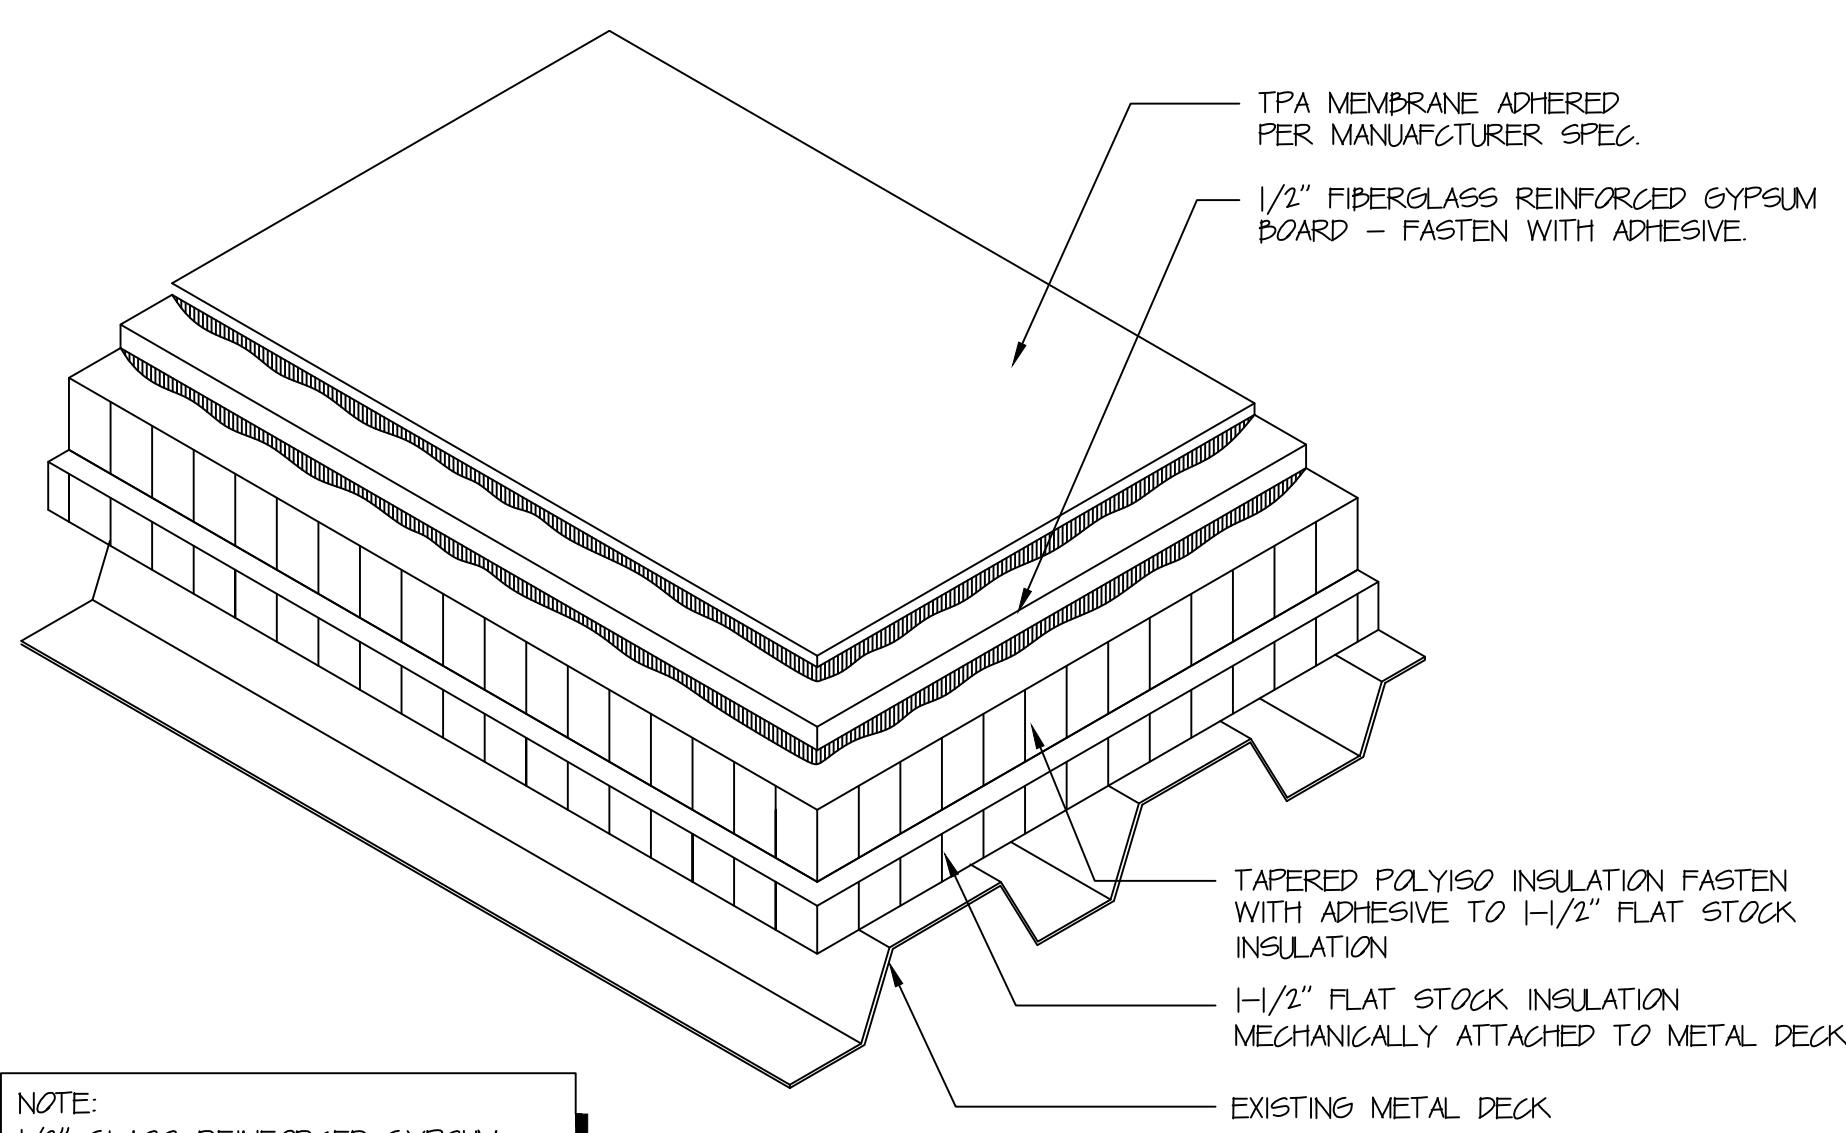 TPA MEMBRANE ADHERED
PER MANUAFCTURER SPEC.
1/2" FIBERGLASS REINFORCED GYPSUM
BOARD - FASTEN WITH ADHESIVE.
TAPERED POLYISO INSULATION FASTEN
WITH ADHESIVE TO 1-1/2" FLAT STOCK
INSULATION
1-1/2" FLAT STOCK INSULATION
MECHANICALLY ATTACHED TO METAL DECK
EXISTING METAL DECK
NOTE: